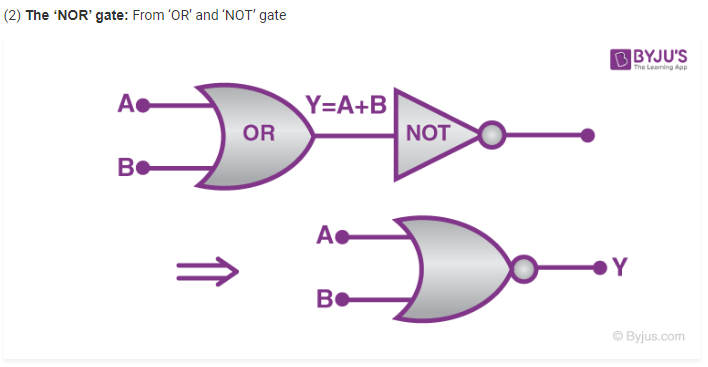 (2) The ‘NOR’ gate: From ‘OR’ and ‘NOT’ gate
BYJU'S
The Learning App
A
Y=A+B
OR
NOT
B
A
Y
B
© Byjus.com